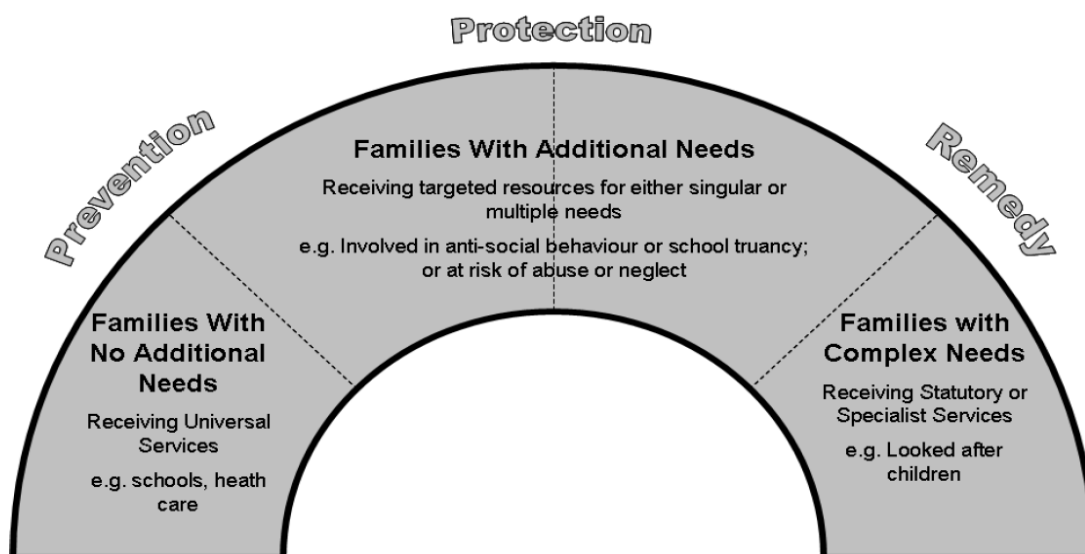 Protection
Prevention
Remedy
Families With Additional Needs
Receiving targeted resources for either singular or
multiple needs
e.g. Involved in anti-social behaviour or school truancy;
or at risk of abuse or neglect
Families With
No Additional
Needs
Receiving Universal
Services
e.g. schools, heath
care
Families with
Complex Needs
Receiving Statutory or
Specialist Services
e.g. Looked after
children